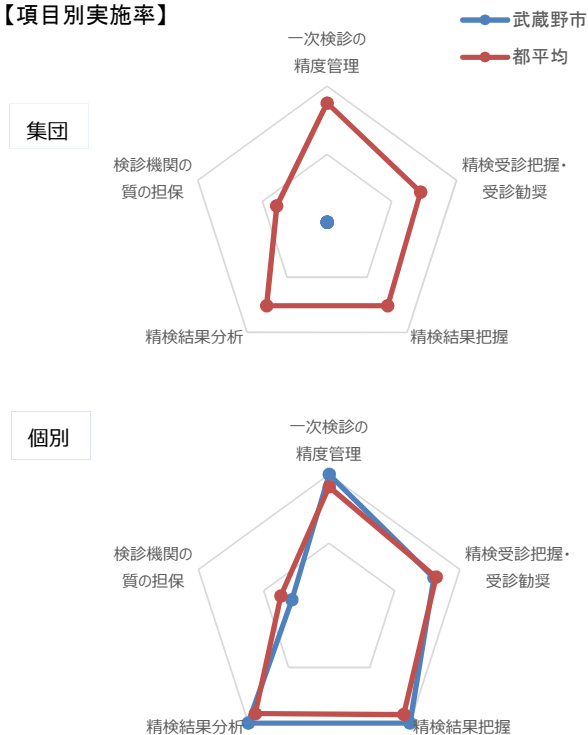 【項目別実施率】
武蔵野市
都平均
集団
一次検診の
精度管理
検診機関の
質の担保
精検受診把握・
受診勧奨
精検結果分析
精検結果把握
個別
一次検診の
精度管理
検診機関の
質の担保
精検受診把握・
受診勧奨
精検結果分析
精検結果把握